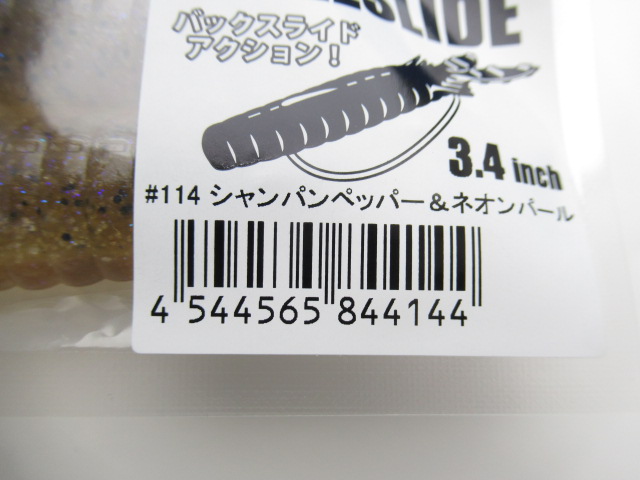 バックスライド
アクション！
3.4 inch
#114 シャンパンペッパー＆ネオンパール
4 544565 844144